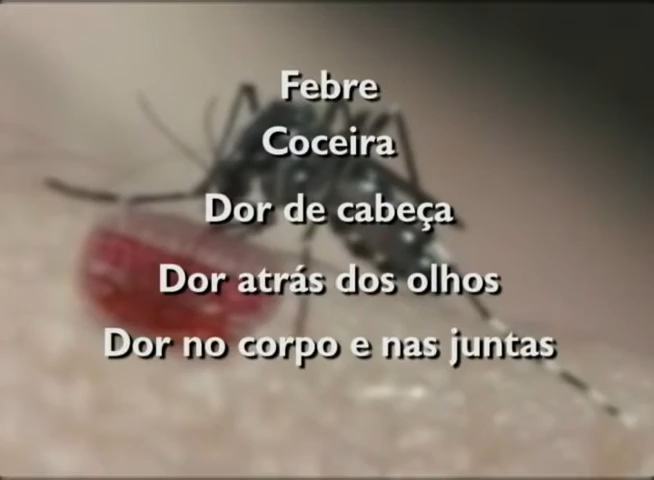 Febre
Coceira
Dor de cabeça
Dor atrás dos olhos
Dor no corpo e nas juntas